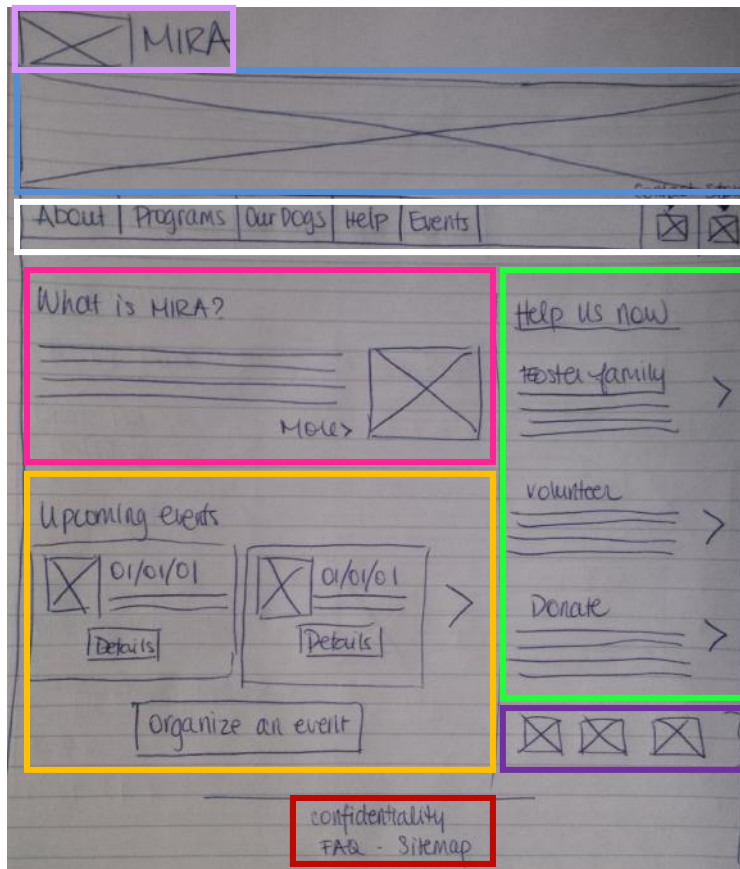 MIRA
Contact
About Programs Our Dogs Help Events
What is MIRA?
More>
Help us now
Foster family >
Volunteer >
Donate >
Upcoming events
01/01/01 01/01/01 >
Details Details
Organize an event
Confidentiality
FAQ - Sitemap